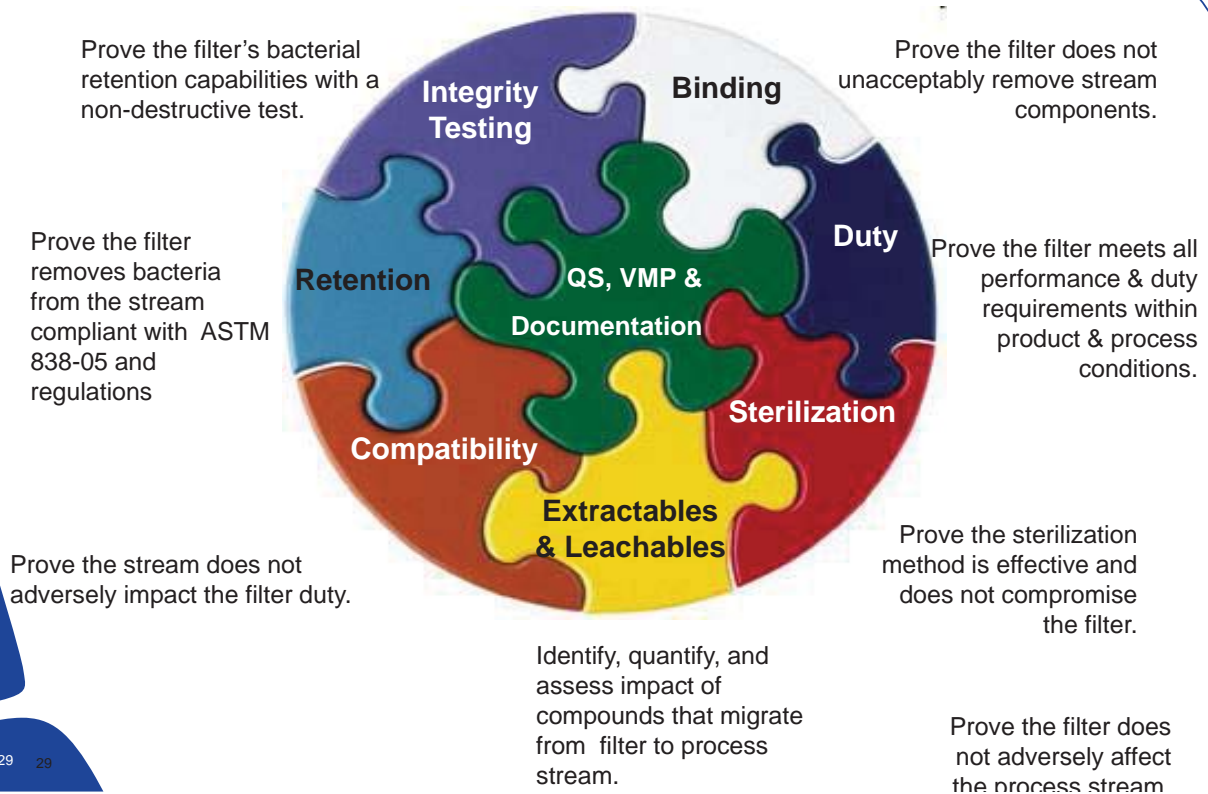 Prove the filter's bacterial
retention capabilities with a
non-destructive test.
Integrity
Testing
Binding
Prove the filter does not
unacceptably remove stream
components.
Prove the filter
removes bacteria
from the stream
compliant with ASTM
838-05 and
regulations
Retention
QS, VMP &
Documentation
Duty
Prove the filter meets all
performance & duty
requirements within
product & process
conditions.
Compatibility
Sterilization
Extractables
& Leachables
Prove the stream does not
adversely impact the filter duty.
Prove the sterilization
method is effective and
does not compromise
the filter.
Identify, quantify, and
assess impact of
compounds that migrate
from filter to process
stream.
Prove the filter does
not adversely affect
the process stream
29 29